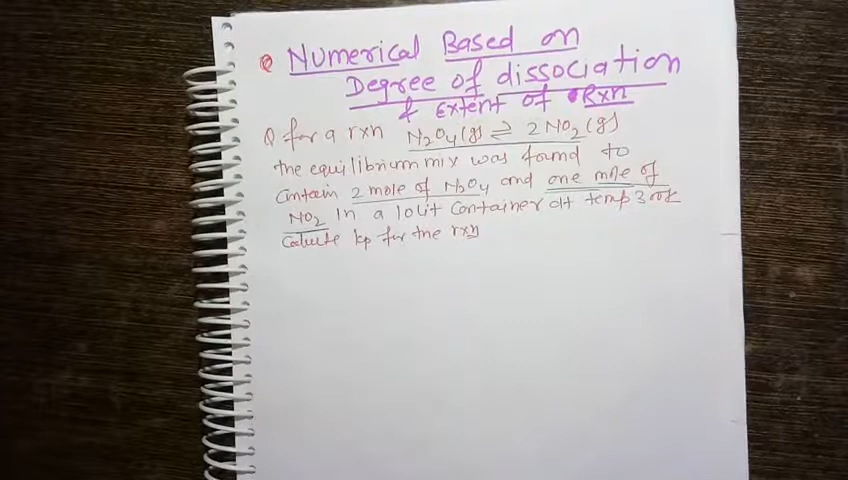 Q Numerical Based on
Degree of dissociation
& Extent of Rxn
Q for a rxn N₂O₄(g) ⇌ 2NO₂(g)
the equilibrium mix was found to
Contain 2 mole of N₂O₄ and one mole of
NO₂ in a 10 lit Container at temp 300K
kp for the rxn